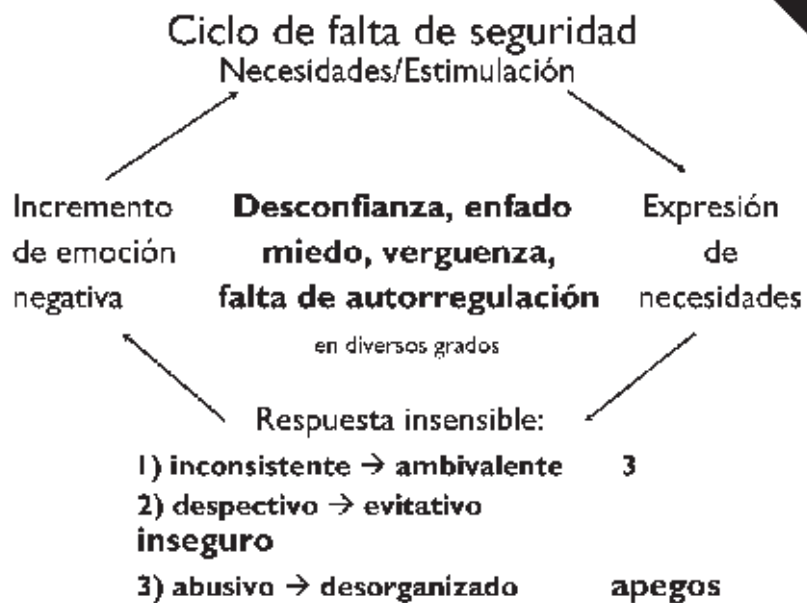 Ciclo de falta de seguridad
Necesidades/Estimulación
Incremento
de emoción
negativa
Desconfianza, enfado
miedo, verguenza,
falta de autorregulación
en diversos grados
Expresión
de
necesidades
Respuesta insensible:
1) inconsistente → ambivalente 3
2) despectivo → evitativo
inseguro
3) abusivo → desorganizado apegos